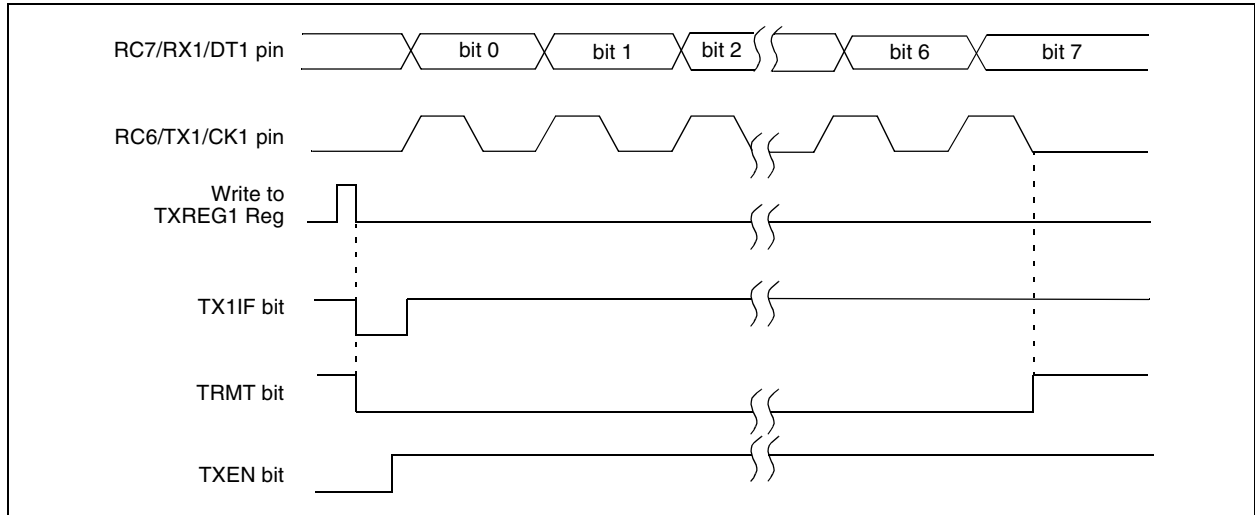 RC7/RX1/DT1 pin
bit 0
bit 1
bit 2
bit 6
bit 7
RC6/TX1/CK1 pin
Write to
TXREG1 Reg
TX1IF bit
TRMT bit
TXEN bit